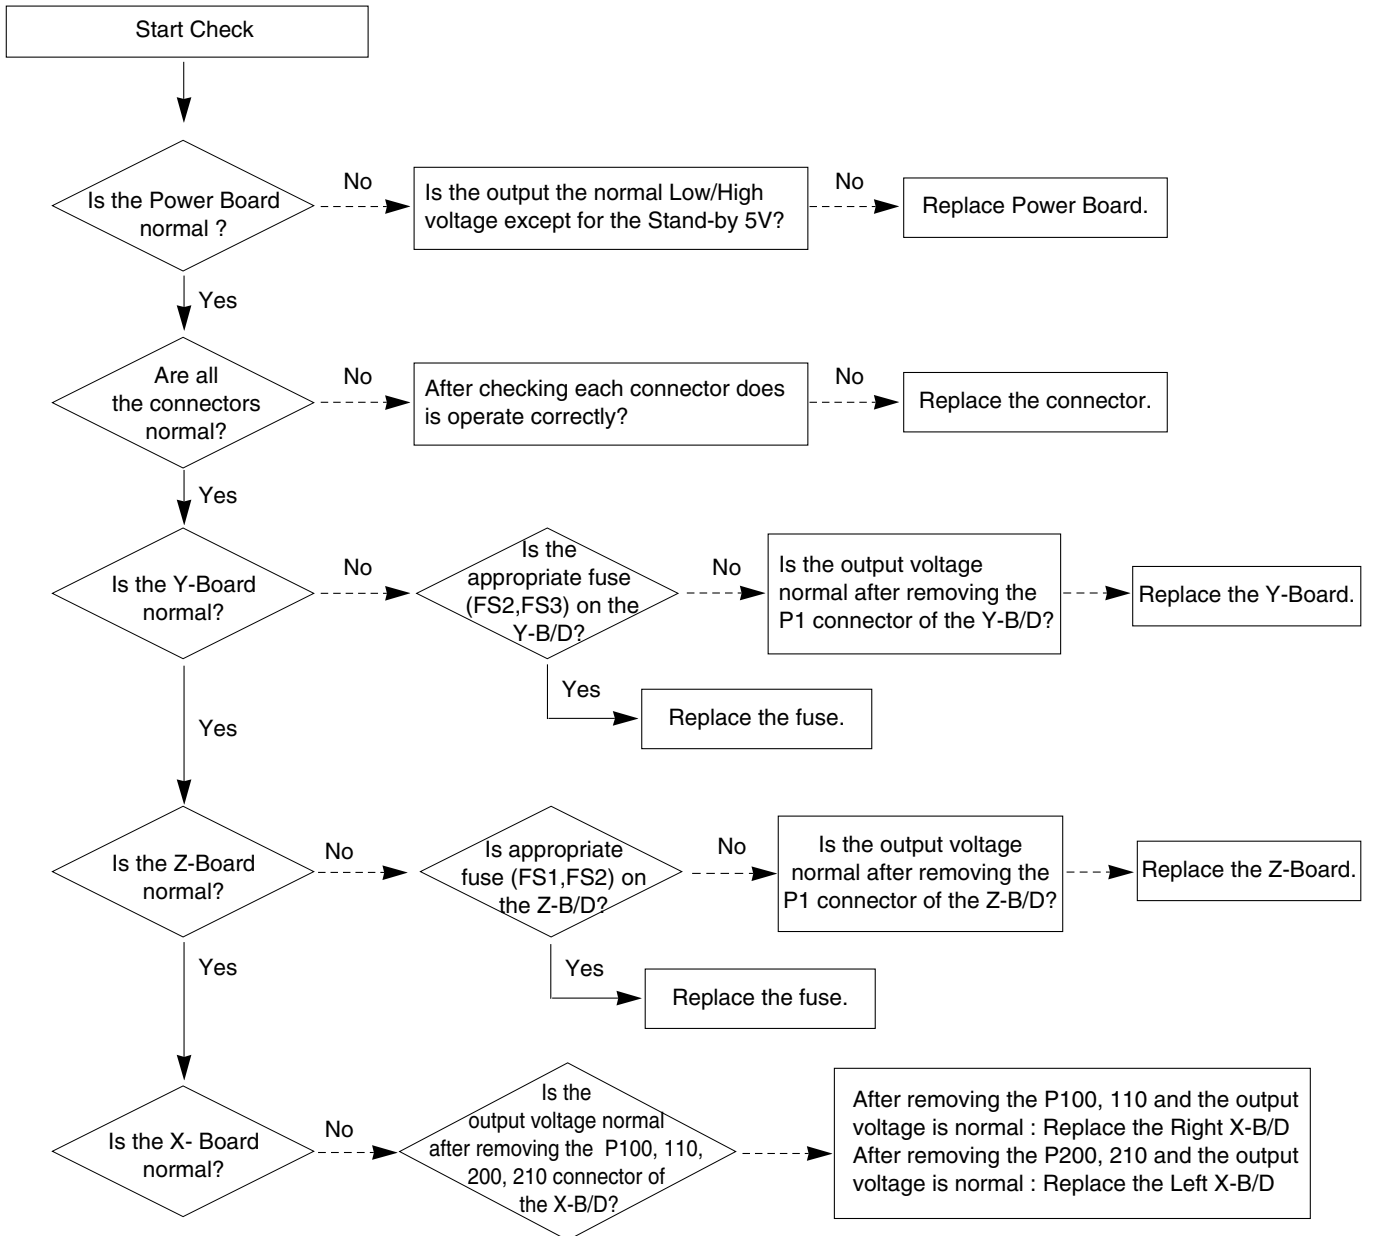 Start Check
Is the Power Board
normal ?
No
Is the output the normal Low/High
voltage except for the Stand-by 5V?
No
Replace Power Board.
Yes
Are all
the connectors
normal?
No
After checking each connector does
is operate correctly?
No
Replace the connector.
Yes
Is the Y-Board
normal?
No
Is the
appropriate fuse
(FS2,FS3) on the
Y-B/D?
No
Is the output voltage
normal after removing the
P1 connector of the Y-B/D?
Replace the Y-Board.
Yes
Replace the fuse.
Yes
Is the Z-Board
normal?
No
Is appropriate
fuse (FS1,FS2) on
the Z-B/D?
No
Is the output voltage
normal after removing the
P1 connector of the Z-B/D?
Replace the Z-Board.
Yes
Replace the fuse.
Yes
Is the X- Board
normal?
No
Is the
output voltage normal
after removing the P100, 110,
200, 210 connector of
the X-B/D?
After removing the P100, 110 and the output
voltage is normal : Replace the Right X-B/D
After removing the P200, 210 and the output
voltage is normal : Replace the Left X-B/D